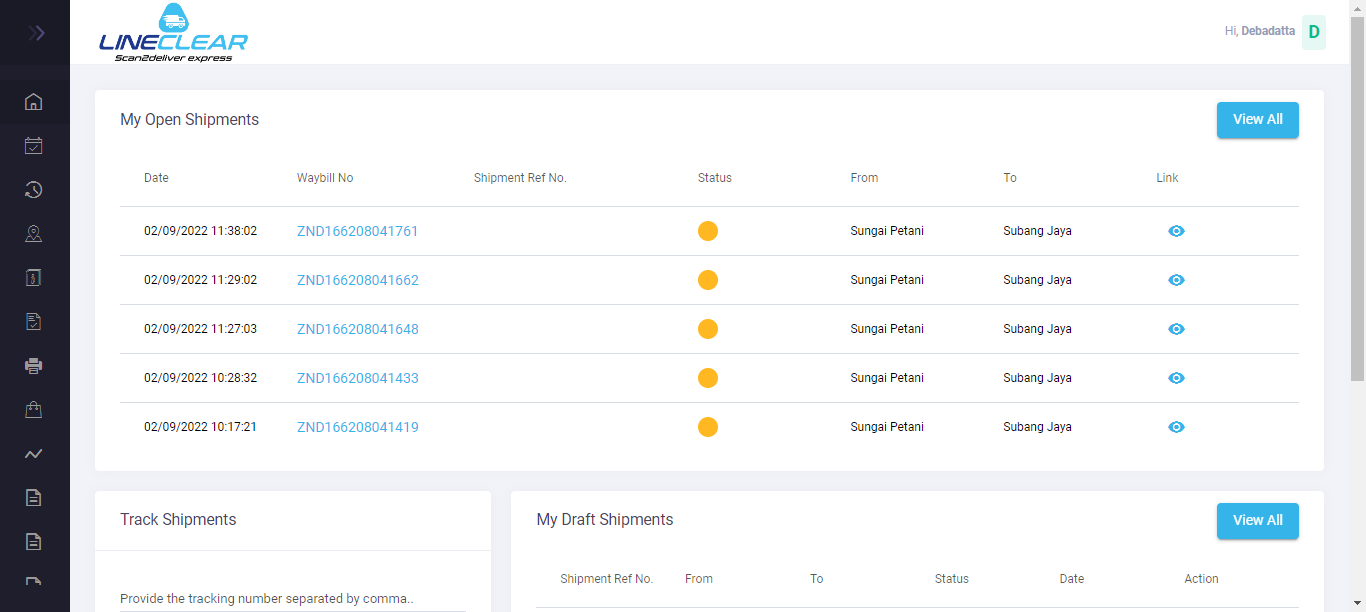 LINECLEAR
Scan2deliver express
Hi, Debadatta D
My Open Shipments View All
Date Waybill No Shipment Ref No. Status From To Link
02/09/2022 11:38:02 ZND166208041761 Sungai Petani Subang Jaya
02/09/2022 11:29:02 ZND166208041662 Sungai Petani Subang Jaya
02/09/2022 11:27:03 ZND166208041648 Sungai Petani Subang Jaya
02/09/2022 10:28:32 ZND166208041433 Sungai Petani Subang Jaya
02/09/2022 10:17:21 ZND166208041419 Sungai Petani Subang Jaya
Track Shipments
Provide the tracking number separated by comma..
My Draft Shipments View All
Shipment Ref No. From To Status Date Action